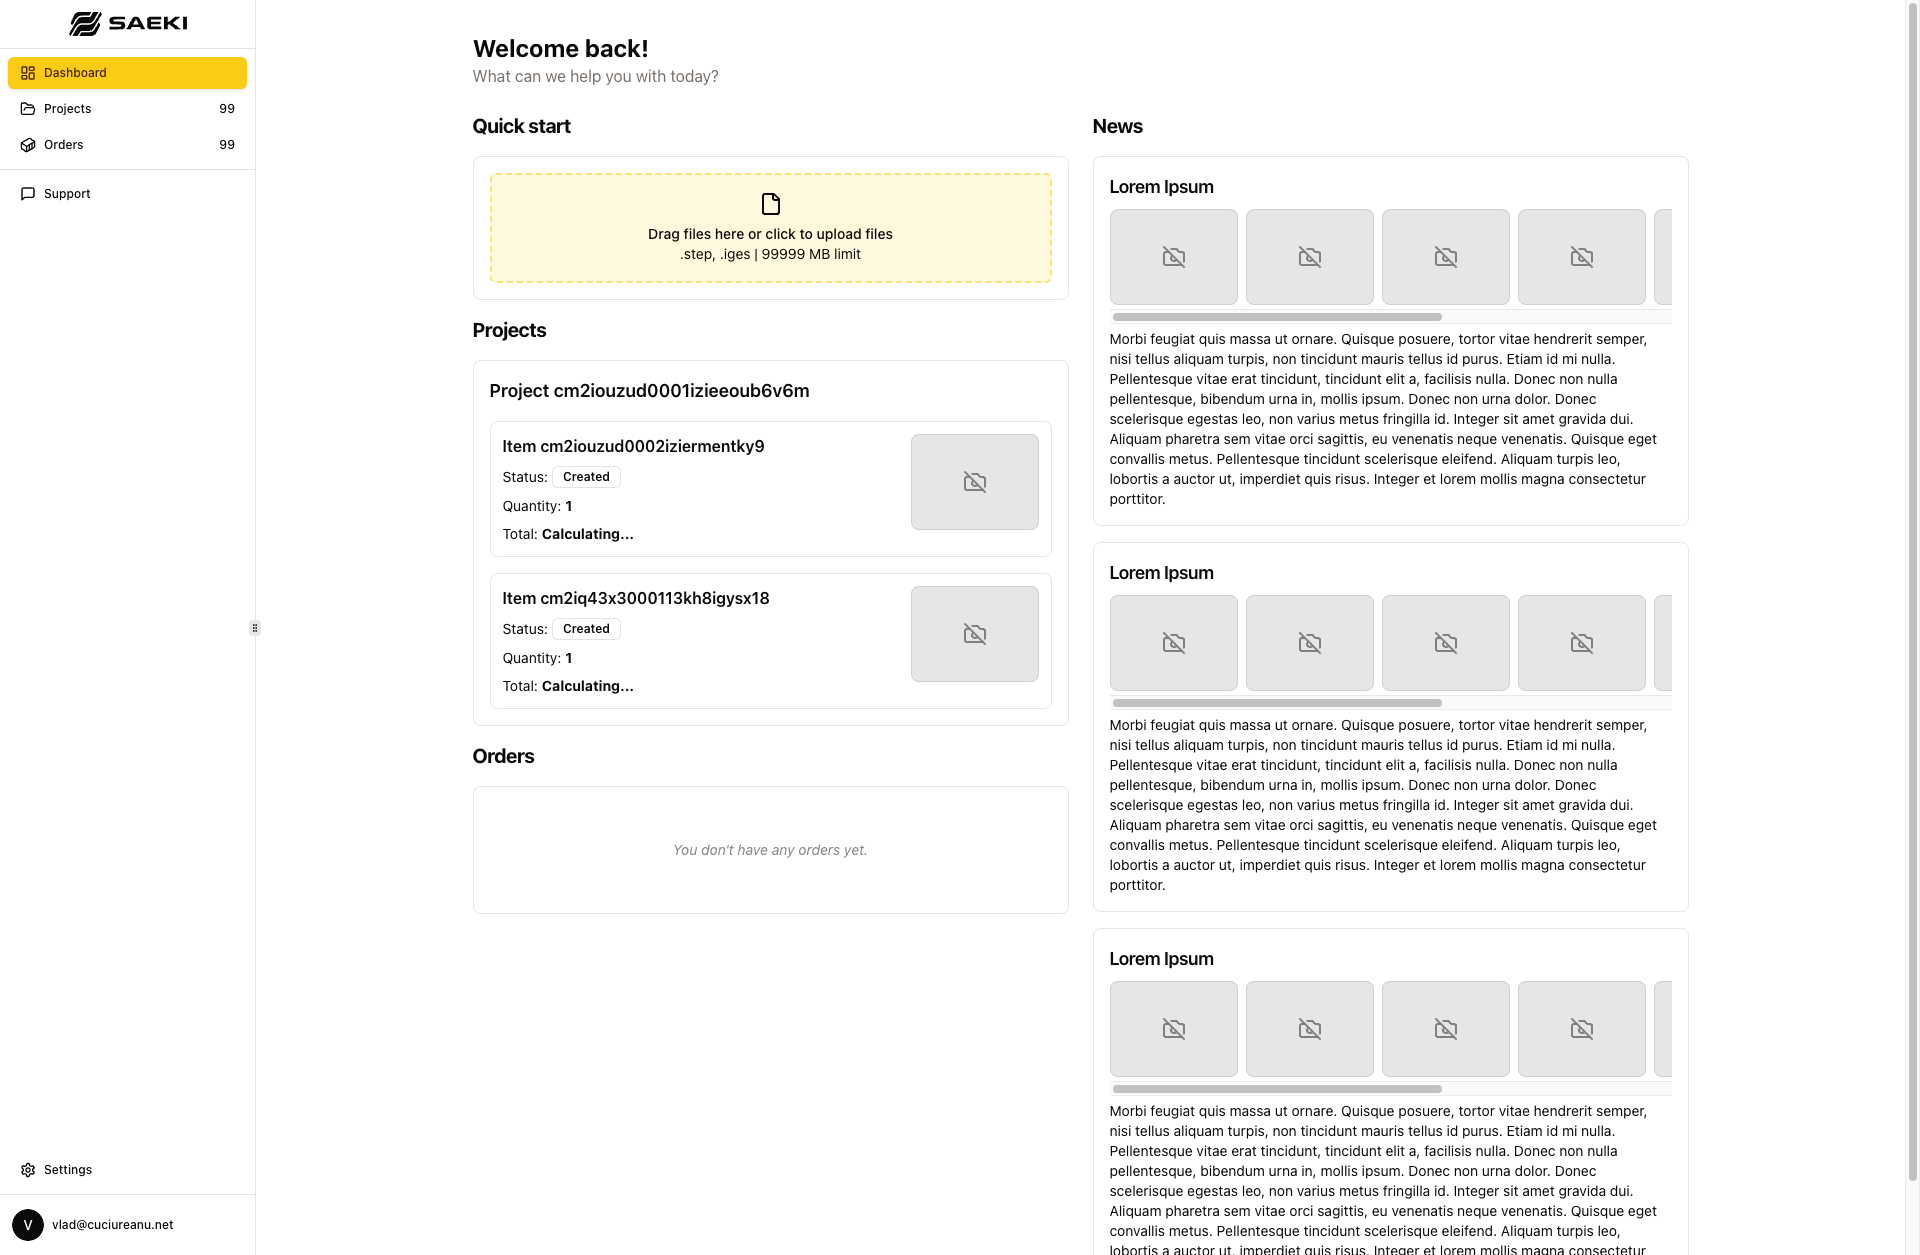 SAEKI
Dashboard
Projects 99
Orders 99
Support
Settings
V vlad@cuciureanu.net
Welcome back!
What can we help you with today?
Quick start
Drag files here or click to upload files
.step, .iges | 99999 MB limit
Projects
Project cm2iouzud0001izieeoub6v6m
Item cm2iouzud0002iziermentky9
Status: Created
Quantity: 1
Total: Calculating...
Item cm2iq43x3000113kh8igysx18
Status: Created
Quantity: 1
Total: Calculating...
Orders
You don't have any orders yet.
News
Lorem Ipsum
Morbi feugiat quis massa ut ornare. Quisque posuere, tortor vitae hendrerit semper,
nisi tellus aliquam turpis, non tincidunt mauris tellus id purus. Etiam id mi nulla.
Pellentesque vitae erat tincidunt, tincidunt elit a, facilisis nulla. Donec non nulla
pellentesque, bibendum urna in, mollis ipsum. Donec non urna dolor. Donec
scelerisque egestas leo, non varius metus fringilla id. Integer sit amet gravida dui.
Aliquam pharetra sem vitae orci sagittis, eu venenatis neque venenatis. Quisque eget
convallis metus. Pellentesque tincidunt scelerisque eleifend. Aliquam turpis leo,
lobortis a auctor ut, imperdiet quis risus. Integer et lorem mollis magna consectetur
porttitor.
Lorem Ipsum
Morbi feugiat quis massa ut ornare. Quisque posuere, tortor vitae hendrerit semper,
nisi tellus aliquam turpis, non tincidunt mauris tellus id purus. Etiam id mi nulla.
Pellentesque vitae erat tincidunt, tincidunt elit a, facilisis nulla. Donec non nulla
pellentesque, bibendum urna in, mollis ipsum. Donec non urna dolor. Donec
scelerisque egestas leo, non varius metus fringilla id. Integer sit amet gravida dui.
Aliquam pharetra sem vitae orci sagittis, eu venenatis neque venenatis. Quisque eget
convallis metus. Pellentesque tincidunt scelerisque eleifend. Aliquam turpis leo,
lobortis a auctor ut, imperdiet quis risus. Integer et lorem mollis magna consectetur
porttitor.
Lorem Ipsum
Morbi feugiat quis massa ut ornare. Quisque posuere, tortor vitae hendrerit semper,
nisi tellus aliquam turpis, non tincidunt mauris tellus id purus. Etiam id mi nulla.
Pellentesque vitae erat tincidunt, tincidunt elit a, facilisis nulla. Donec non nulla
pellentesque, bibendum urna in, mollis ipsum. Donec non urna dolor. Donec
scelerisque egestas leo, non varius metus fringilla id. Integer sit amet gravida dui.
Aliquam pharetra sem vitae orci sagittis, eu venenatis neque venenatis. Quisque eget
convallis metus. Pellentesque tincidunt scelerisque eleifend. Aliquam turpis leo,
lobortis a auctor ut, imperdiet quis risus. Integer et lorem mollis magna consectetur